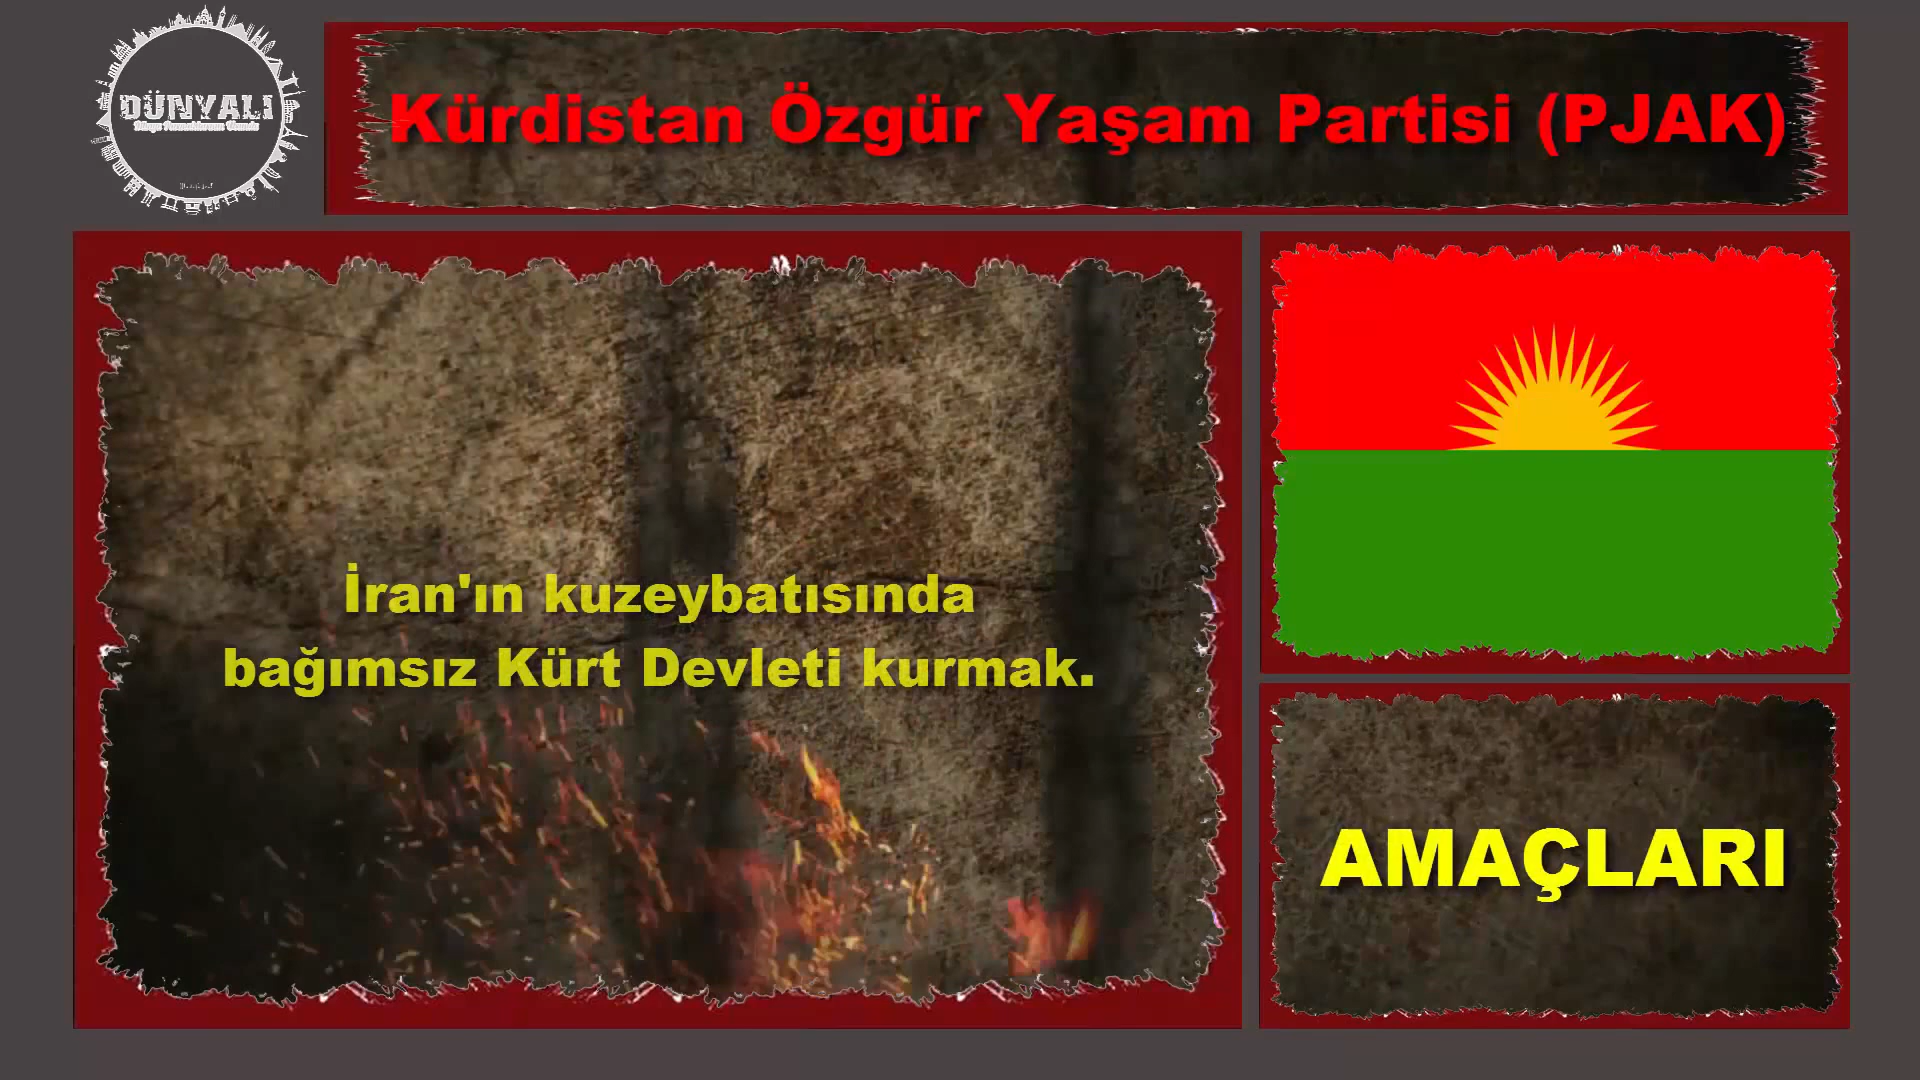 DÜNYALI
Kürdistan Özgür Yaşam Partisi (PJAK)
İran'ın kuzeybatısında
bağımsız Kürt Devleti kurmak.
AMAÇLARI